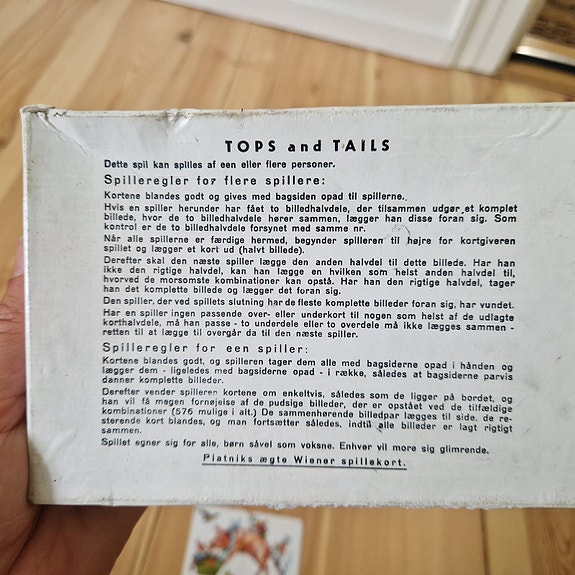 TOPS and TAILS
Dette spil kan spilles af een eller flere personer.
Spilleregler for flere spillere:
Kortene blandes godt og gives med bagsiden opad til spillerne.
Hvis en spiller herunder har fået to billedhalvdele, der tilsammen udgør et komplet
billede, hvor de to billedhalvdele hører sammen, lægger han disse foran sig. Som
kontrol er de to billedhalvdele forsynet med samme nr.
Når alle spillerne er færdige hermed, begynder spilleren til højre for kortgiveren
spillet og lægger et kort ud (halvt billede).
Derefter skal den næste spiller lægge den anden halvdel til dette billede. Har han
ikke den rigtige halvdel, kan han lægge en hvilken som helst anden halvdel til,
hvorved de morsomste kombinationer kan opstå. Har han den rigtige halvdel, tager
han det komplette billede og lægger det foran sig.
Den spiller, der ved spillets slutning har de fleste komplette billeder foran sig, har vundet.
Har en spiller ingen passende over- eller underkort til nogen som helst af de udlagte
korthalvdele, må han passe - to underdele eller to overdele må ikke lægges sammen -
retten til at lægge til overgår da til den næste spiller.
Spilleregler for een spiller:
Kortene blandes godt, og spilleren tager dem alle med bagsiderne opad i hånden og
lægger dem - ligeledes med bagsiderne opad - i række, således at bagsiderne parvis
danner komplette billeder.
Derefter vender spilleren kortene om enkeltvis, således som de ligger på bordet, og
han vil få megen fornøjelse af de pudsige billeder, der er opstået ved de tilfældige
kombinationer (576 mulige i alt.) De sammenhørende billedpar lægges til side, de re-
sterende kort blandes, og man fortsætter således, indtil alle billeder er lagt rigtigt
sammen.
Spillet egner sig for alle, børn såvel som voksne. Enhver vil more sig glimrende.
Piatniks ægte Wiener spillekort.